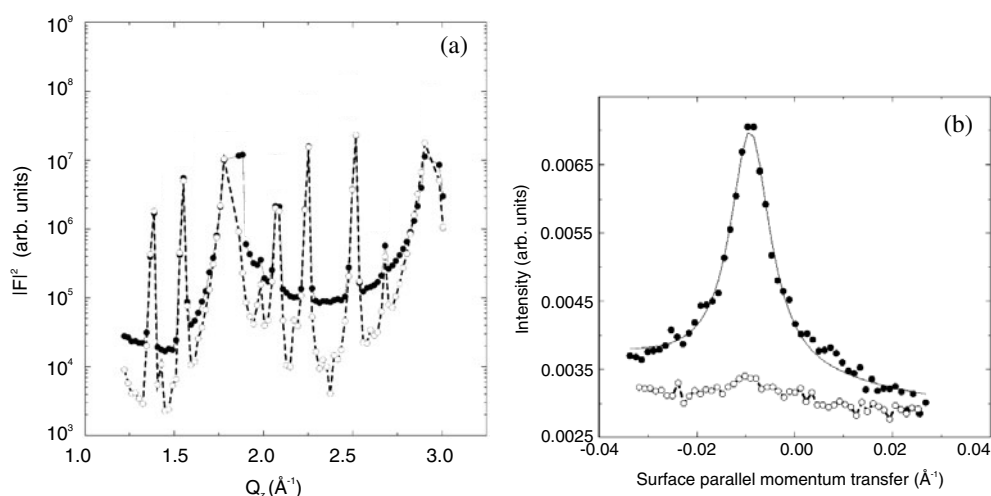 (a)
10⁹
10⁸
10⁷
10⁶
10⁵
10⁴
10³
|F|² (arb. units)
1.0 1.5 2.0 2.5 3.0
Q_z (Å⁻¹)
(b)
0.0065
0.0055
0.0045
0.0035
0.0025
Intensity (arb. units)
-0.04 -0.02 0.00 0.02 0.04
Surface parallel momentum transfer (Å⁻¹)